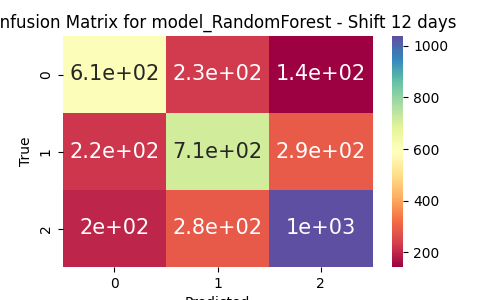 nfusion Matrix for model_RandomForest - Shift 12 days
0 6.1e+02 2.3e+02 1.4e+02
1 2.2e+02 7.1e+02 2.9e+02
2 2e+02 2.8e+02 1e+03
0 1 2
True
Predicted
1000
800
600
400
200